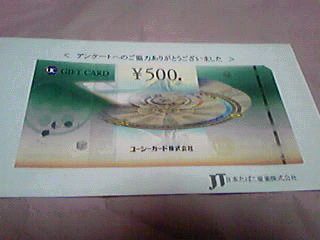 < アンケートへのご協力ありがとうございました >
UC GIFT CARD
¥500.
ユーシーカード株式会社
JT 日本たばこ産業株式会社